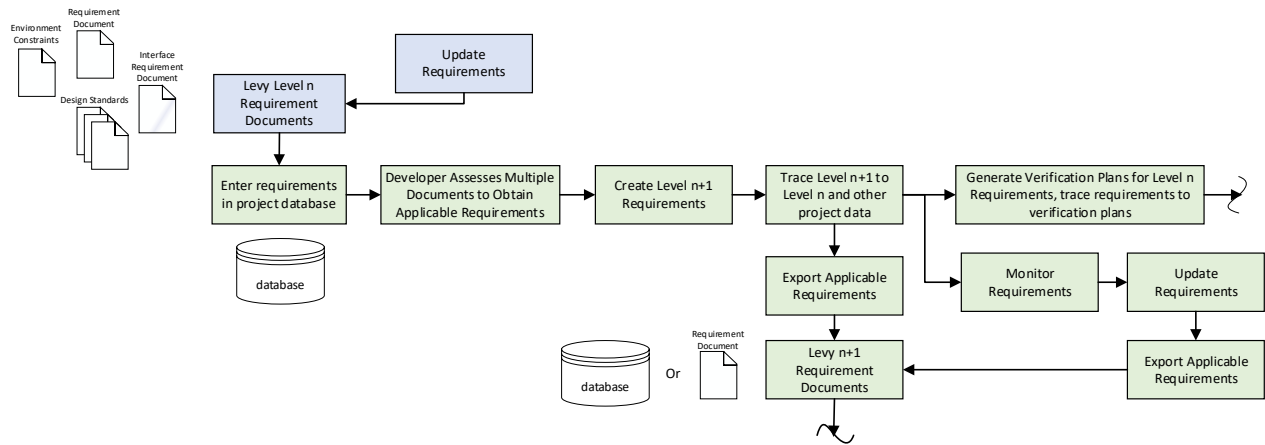 Requirement
Document
Environment
Constraints
Interface
Requirement
Document
Design Standards
Update
Requirements
Levy Level n
Requirement
Documents
Enter requirements
in project database
Developer Assesses Multiple
Documents to Obtain
Applicable Requirements
Create Level n+1
Requirements
Trace Level n+1 to
Level n and other
project data
Generate Verification Plans for Level n
Requirements, trace requirements to
verification plans
database
Export Applicable
Requirements
Monitor
Requirements
Update
Requirements
database
Or
Requirement
Document
Levy n+1
Requirement
Documents
Export Applicable
Requirements